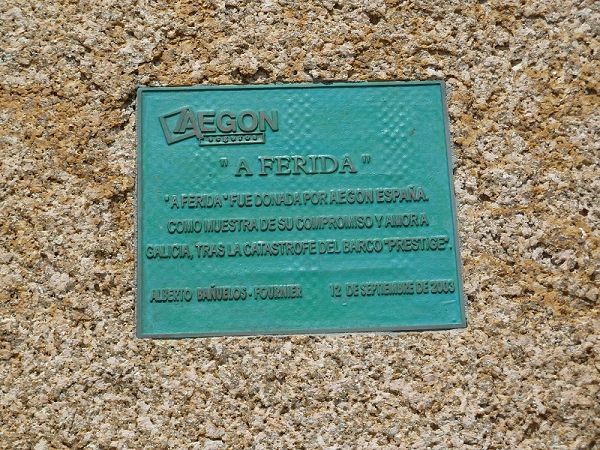 AEGON
seguros
" A FERIDA "
"A FERIDA" FUE DONADA POR AEGON ESPAÑA.
COMO MUESTRA DE SU COMPROMISO Y AMOR A
GALICIA, TRAS LA CATASTROFE DEL BARCO "PRESTIGE".
ALBERTO BAÑUELOS - FOURNIER 12 DE SEPTIEMBRE DE 2003